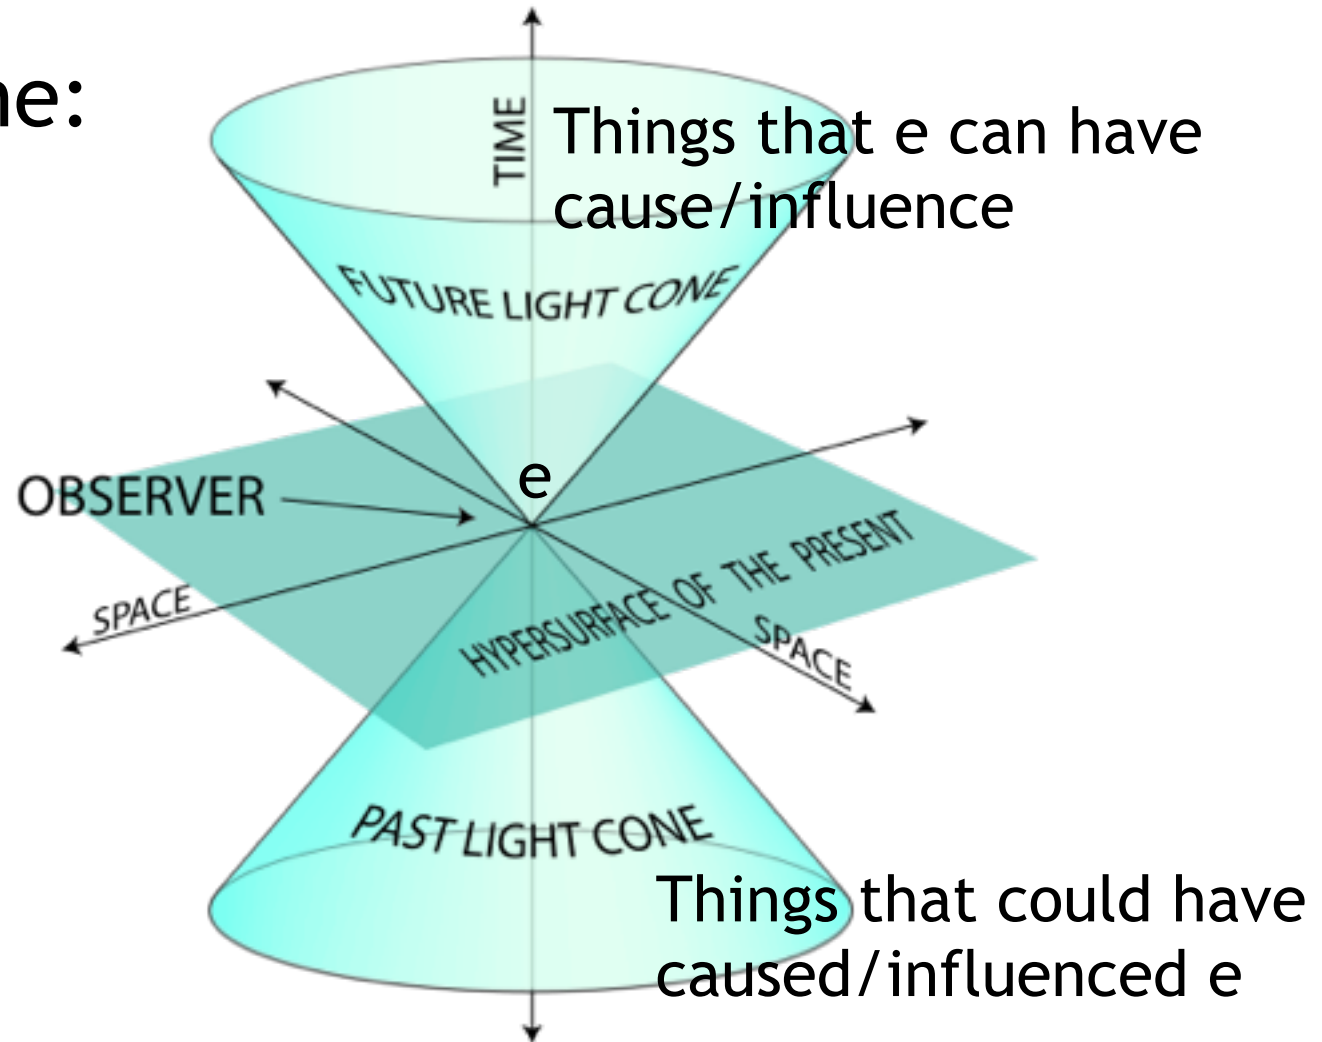 ne:
TIME
Things that e can have
cause/influence
FUTURE LIGHT CONE
e
OBSERVER
HYPERSURFACE OF THE PRESENT
SPACE
SPACE
PAST LIGHT CONE
Things that could have
caused/influenced e